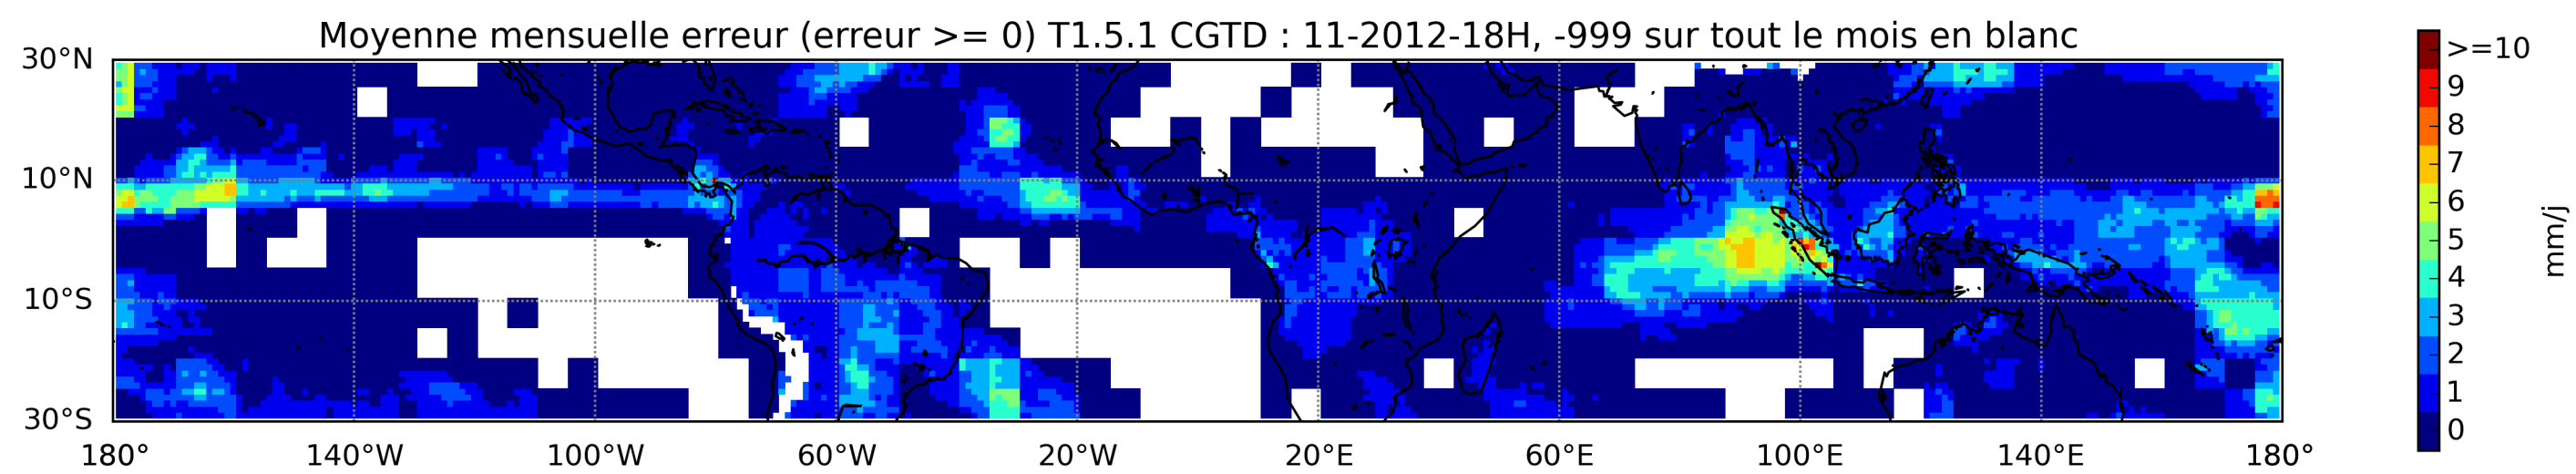 Moyenne mensuelle erreur (erreur >= 0) T1.5.1 CGTD : 11-2012-18H, -999 sur tout le mois en blanc
30°N
10°N
10°S
30°S
180°
140°W
100°W
60°W
20°W
20°E
60°E
100°E
140°E
180°
>=10
9
8
7
6
5
4
3
2
1
0
mm/j